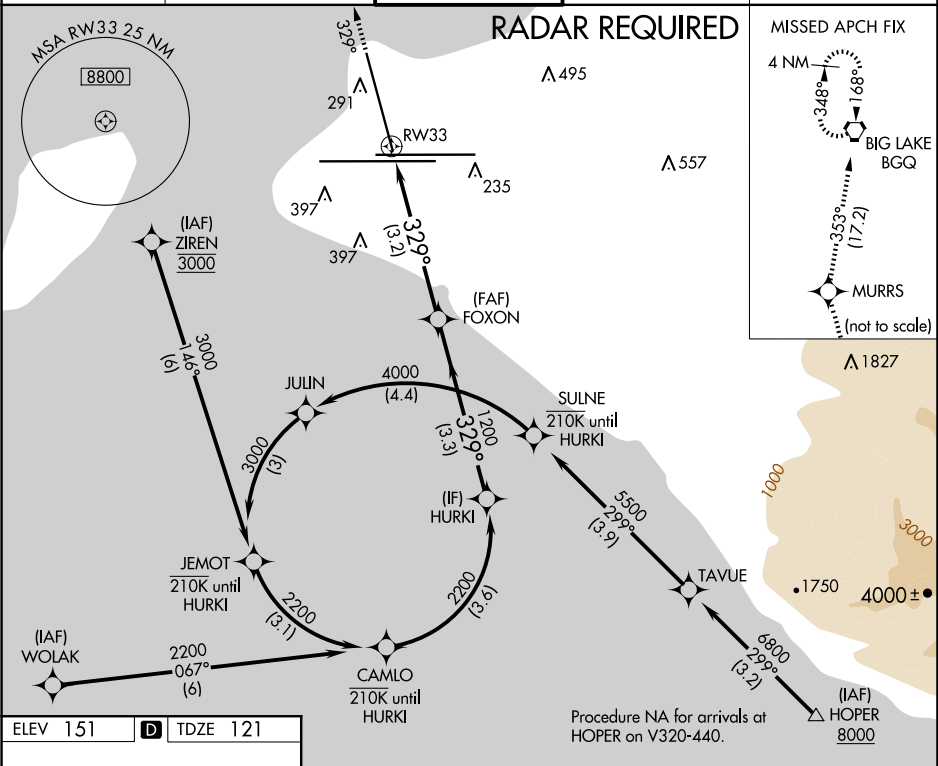 RADAR REQUIRED
MSA RW33 25 NM
8800
329°
291
495
RW33
235
557
397
397
329°
(3.2)
MISSED APCH FIX
4 NM
348°
168°
BIG LAKE
BGQ
353°
(17.2)
MURRS
(not to scale)
(IAF)
ZIREN
3000
3000
146°
(6)
(FAF)
FOXON
1827
JULIN
4000
(4.4)
1200
329°
(3.3)
SULNE
210K until
HURKI
3000
(3)
(IF)
HURKI
5500
299°
(3.9)
1000
3000
JEMOT
210K until
HURKI
2200
(3.1)
2200
(3.6)
TAVUE
1750
4000±
(IAF)
WOLAK
2200
067°
(6)
CAMLO
210K until
HURKI
6800
299°
(3.2)
(IAF)
HOPER
8000
Procedure NA for arrivals at
HOPER on V320-440.
ELEV 151 D TDZE 121